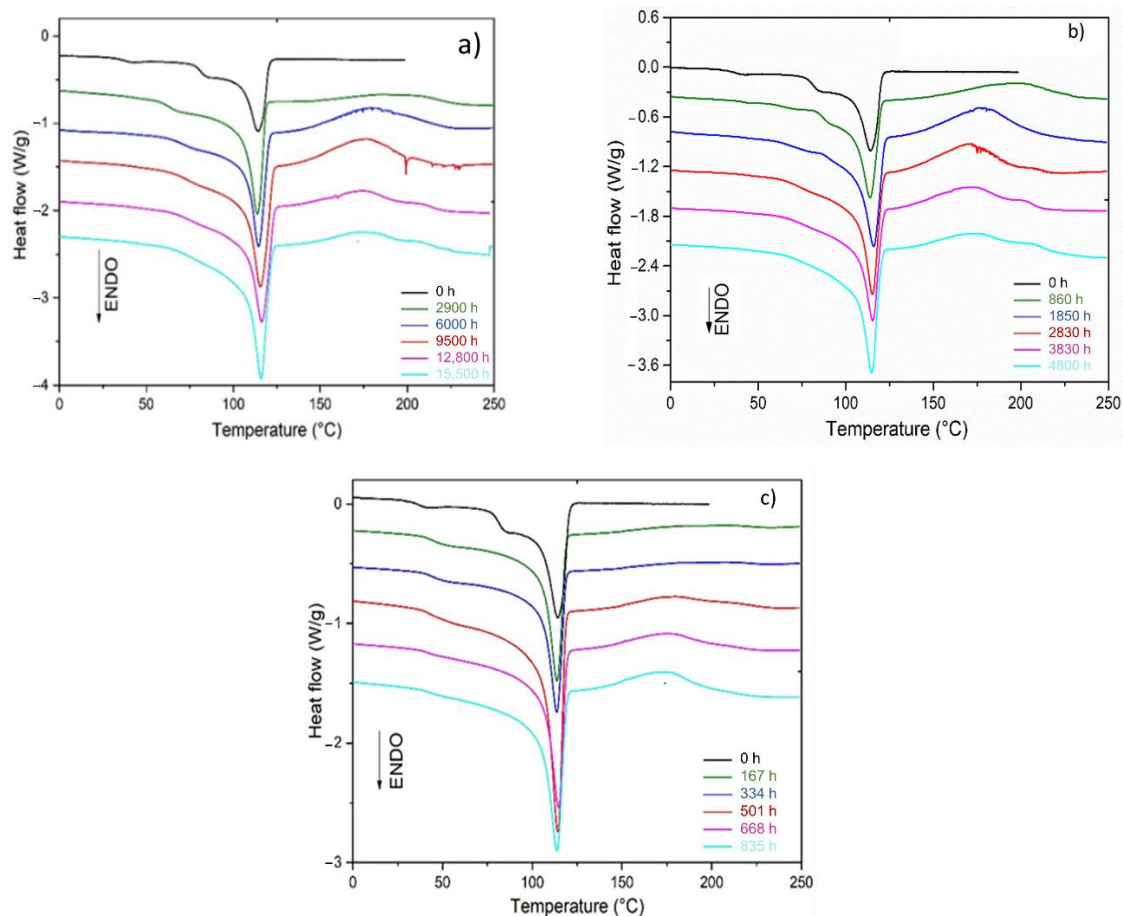 a)
0
−1
−2
−3
−4
Heat flow (W/g)
ENDO
0 h
2900 h
6000 h
9500 h
12,800 h
15,500 h
0
50
100
150
200
250
Temperature (°C)
b)
0.6
0.0
−0.6
−1.2
−1.8
−2.4
−3.0
−3.6
Heat flow (W/g)
ENDO
0 h
860 h
1850 h
2830 h
3830 h
4800 h
0
50
100
150
200
250
Temperature (°C)
c)
0
−1
−2
−3
Heat flow (W/g)
ENDO
0 h
167 h
334 h
501 h
668 h
835 h
0
50
100
150
200
250
Temperature (°C)